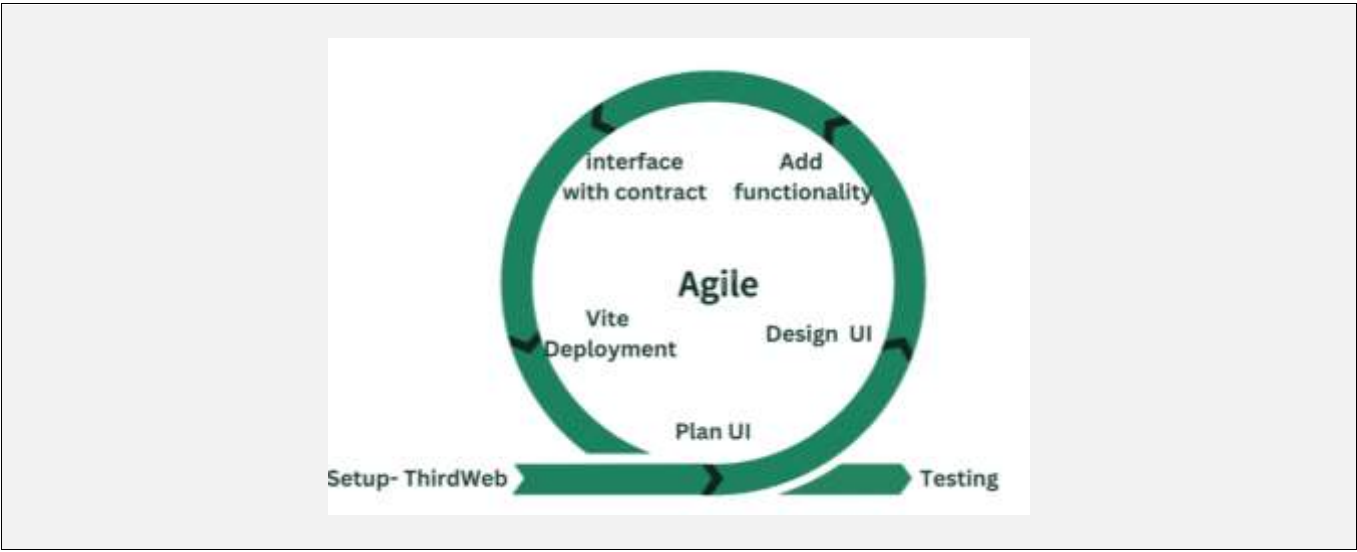 interface
with contract
Add
functionality
Agile
Vite
Deployment
Design UI
Plan UI
Setup- ThirdWeb
Testing